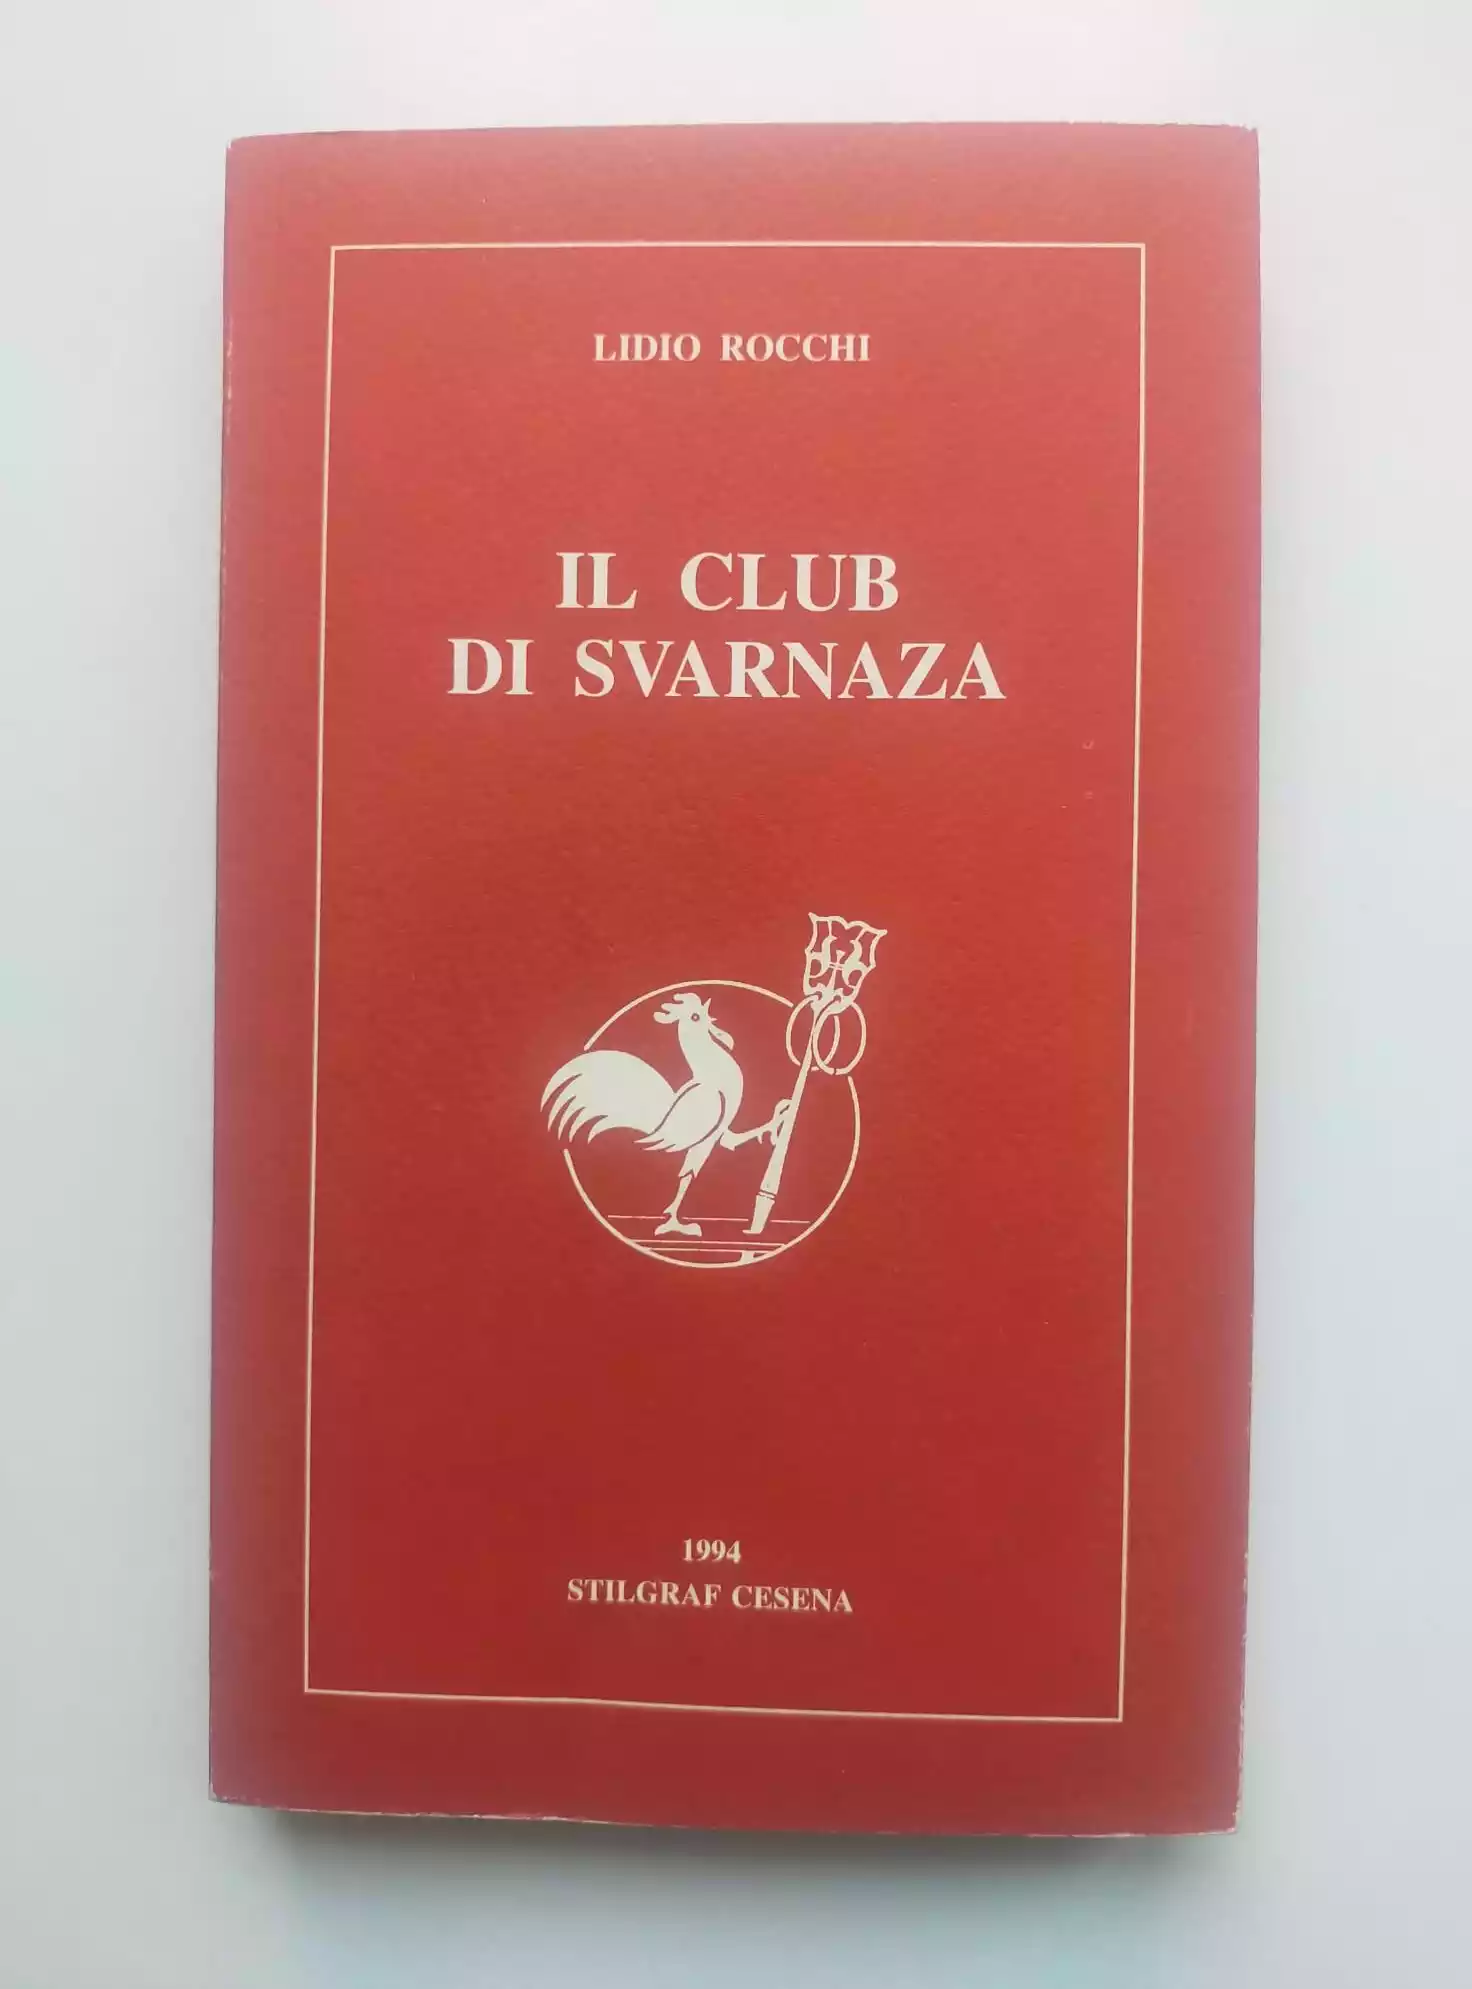 LIDIO ROCCHI
IL CLUB
DI SVARNAZA
1994
STILGRAF CESENA